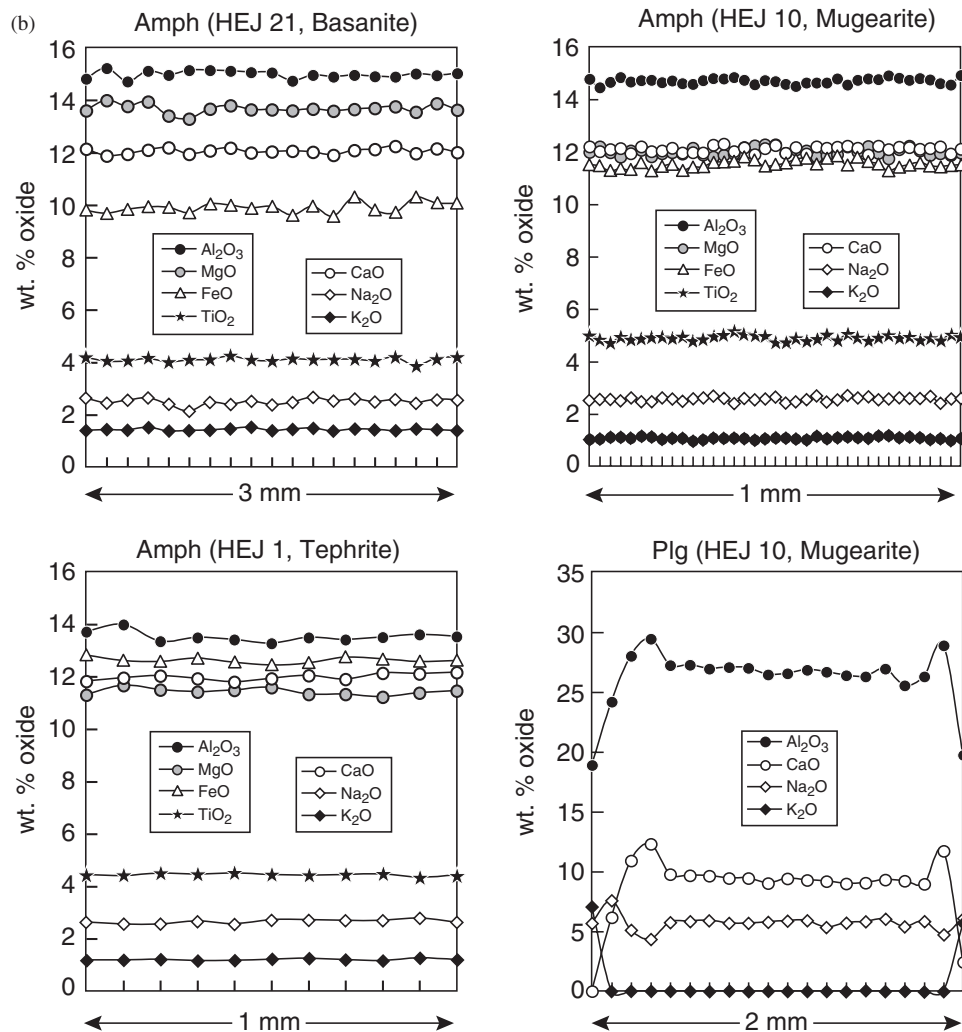 (b)
Amph (HEJ 21, Basanite)
wt. % oxide
16
14
12
10
8
6
4
2
0
Al₂O₃
MgO
FeO
TiO₂
CaO
Na₂O
K₂O
3 mm
Amph (HEJ 10, Mugearite)
wt. % oxide
16
14
12
10
8
6
4
2
0
Al₂O₃
MgO
FeO
TiO₂
CaO
Na₂O
K₂O
1 mm
Amph (HEJ 1, Tephrite)
wt. % oxide
16
14
12
10
8
6
4
2
0
Al₂O₃
MgO
FeO
TiO₂
CaO
Na₂O
K₂O
1 mm
Plg (HEJ 10, Mugearite)
wt. % oxide
35
30
25
20
15
10
5
0
Al₂O₃
CaO
Na₂O
K₂O
2 mm